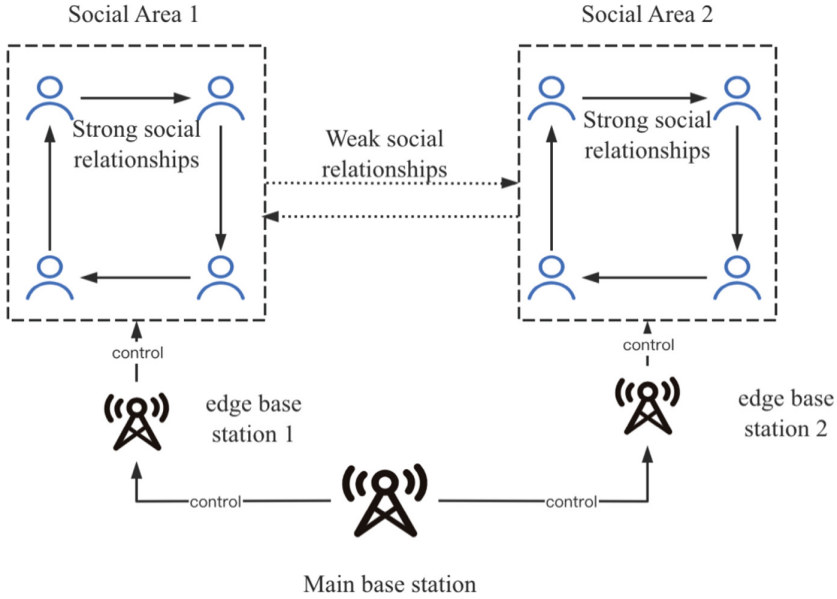 Social Area 1
Social Area 2
Strong social
relationships
Weak social
relationships
Strong social
relationships
control
control
edge base
station 1
edge base
station 2
control
control
Main base station